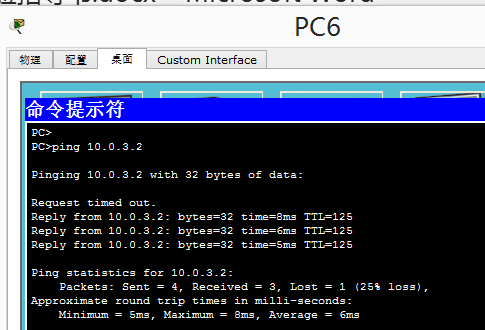 Microsoft Word
PC6
物理
配置
桌面
Custom Interface
命令提示符
PC>
PC>ping 10.0.3.2
Pinging 10.0.3.2 with 32 bytes of data:
Request timed out.
Reply from 10.0.3.2: bytes=32 time=8ms TTL=125
Reply from 10.0.3.2: bytes=32 time=6ms TTL=125
Reply from 10.0.3.2: bytes=32 time=5ms TTL=125
Ping statistics for 10.0.3.2:
Packets: Sent = 4, Received = 3, Lost = 1 (25% loss),
Approximate round trip times in milli-seconds:
Minimum = 5ms, Maximum = 8ms, Average = 6ms